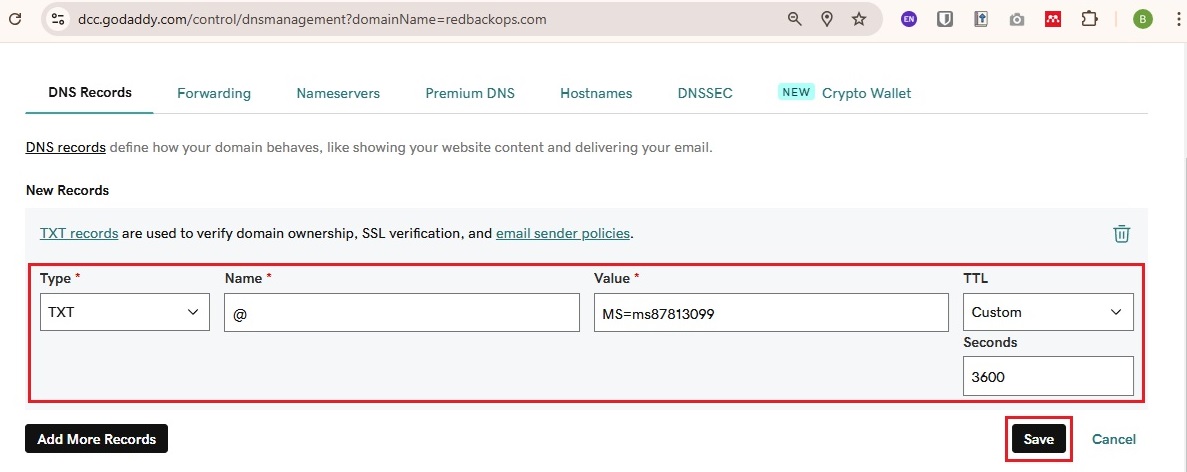 dcc.godaddy.com/control/dnsmanagement?domainName=redbackops.com
EN
B
DNS Records
Forwarding
Nameservers
Premium DNS
Hostnames
DNSSEC
NEW
Crypto Wallet
DNS records define how your domain behaves, like showing your website content and delivering your email.
New Records
TXT records are used to verify domain ownership, SSL verification, and email sender policies.
Type *
Name *
Value *
TTL
TXT
@
MS=ms87813099
Custom
Seconds
3600
Add More Records
Save
Cancel